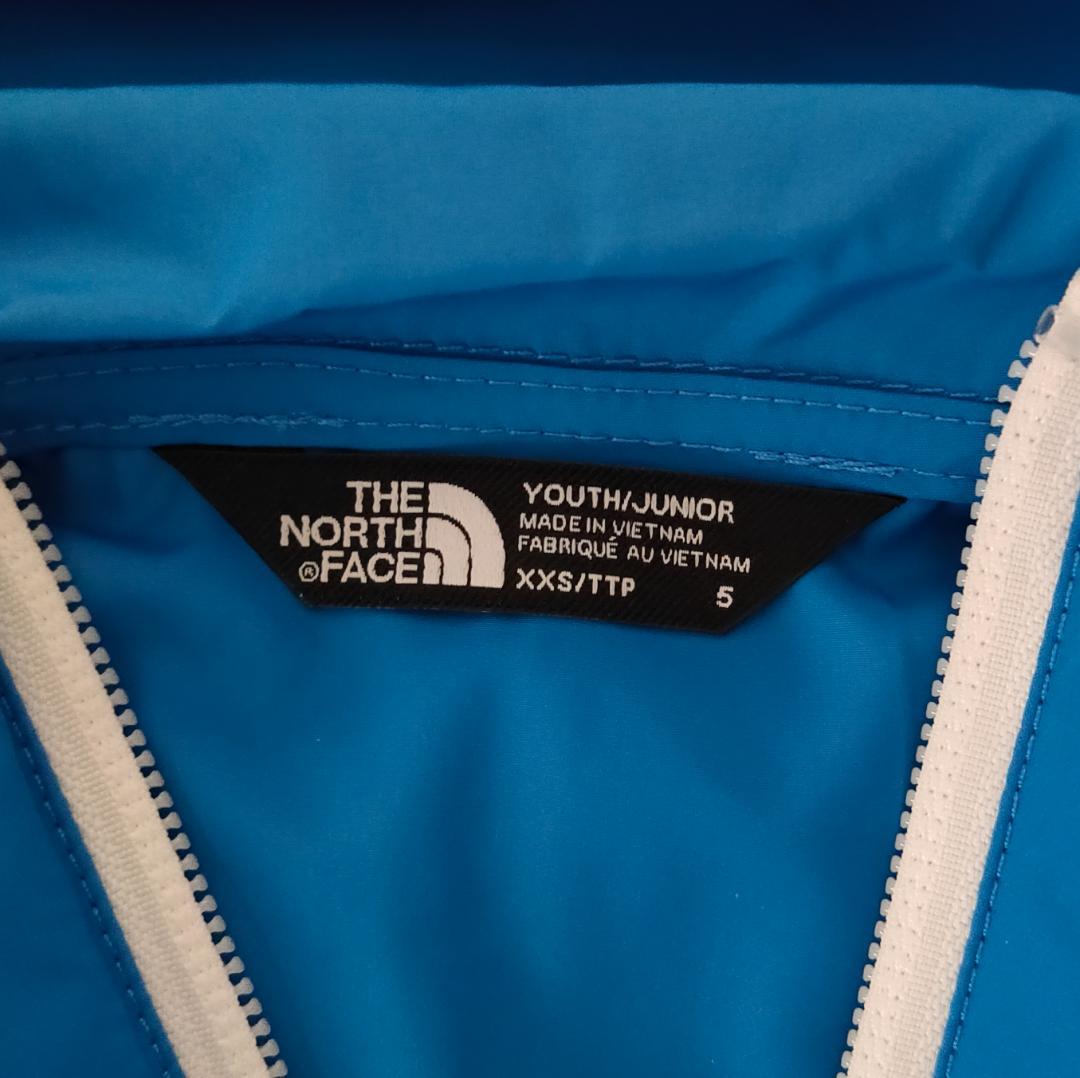 THE
NORTH
®FACE
YOUTH/JUNIOR
MADE IN VIETNAM
FABRIQUÉ AU VIETNAM
XXS/TTP 5